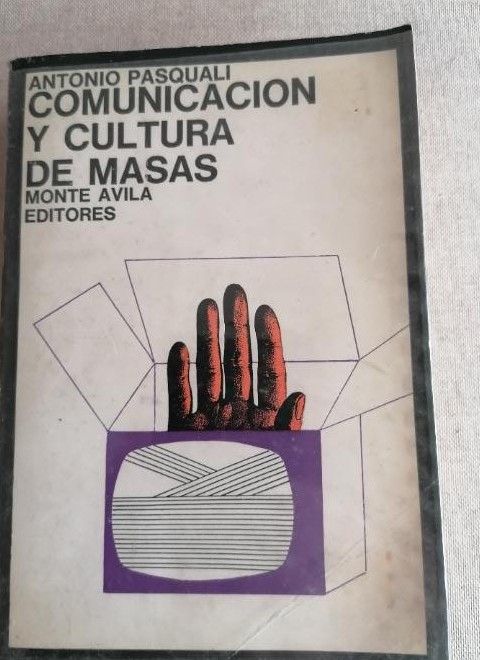 ANTONIO PASQUALI
COMUNICACION
Y CULTURA
DE MASAS
MONTE AVILA
EDITORES